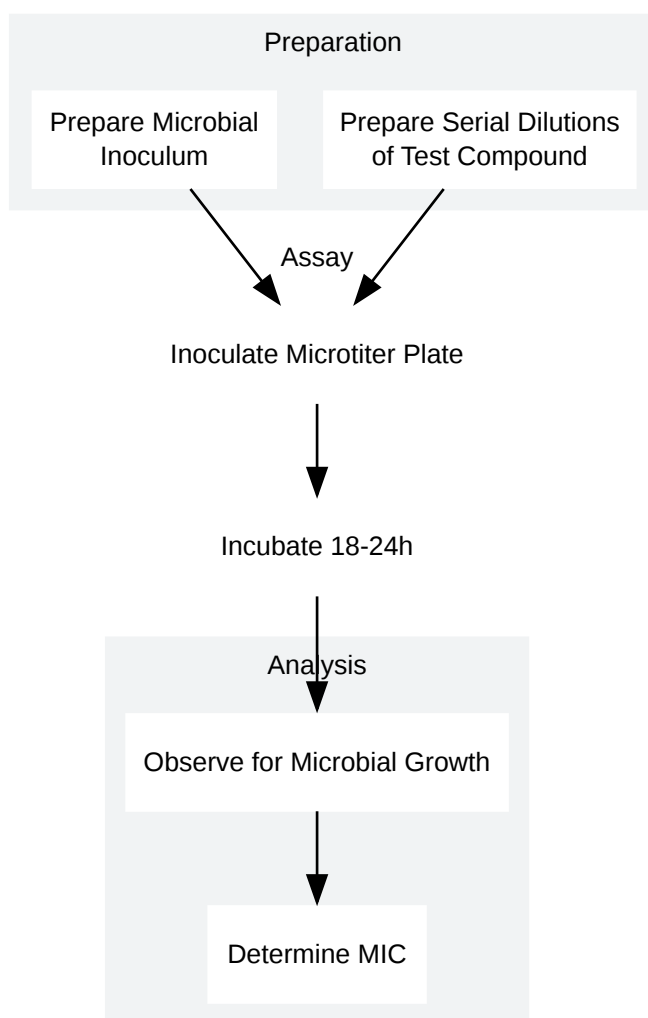 Preparation
Prepare Microbial
Inoculum
Prepare Serial Dilutions
of Test Compound
Assay
Inoculate Microtiter Plate
Incubate 18-24h
Analysis
Observe for Microbial Growth
Determine MIC